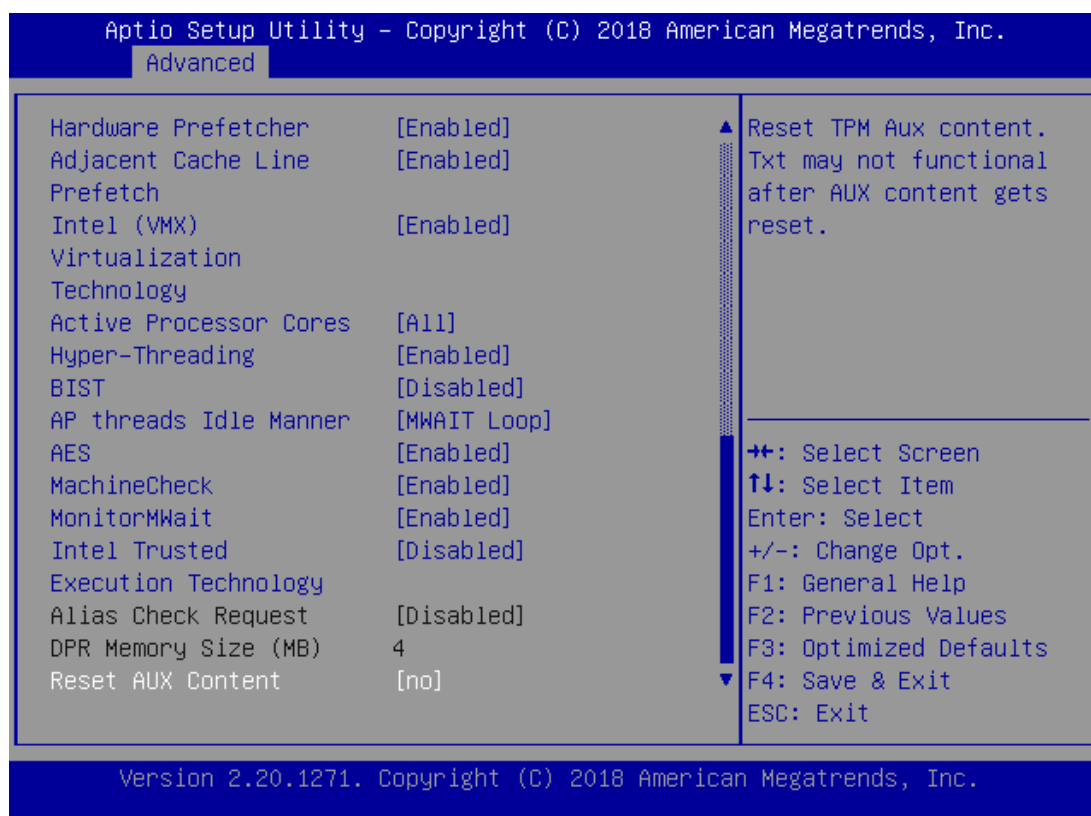 Aptio Setup Utility – Copyright (C) 2018 American Megatrends, Inc.
Advanced
Hardware Prefetcher [Enabled]
Adjacent Cache Line [Enabled]
Prefetch
Intel (VMX) [Enabled]
Virtualization
Technology
Active Processor Cores [All]
Hyper-Threading [Enabled]
BIST [Disabled]
AP threads Idle Manner [MWAIT Loop]
AES [Enabled]
MachineCheck [Enabled]
MonitorMWait [Enabled]
Intel Trusted [Disabled]
Execution Technology
Alias Check Request [Disabled]
DPR Memory Size (MB) 4
Reset AUX Content [no]
Reset TPM Aux content.
Txt may not functional
after AUX content gets
reset.
→←: Select Screen
↑↓: Select Item
Enter: Select
+/-: Change Opt.
F1: General Help
F2: Previous Values
F3: Optimized Defaults
F4: Save & Exit
ESC: Exit
Version 2.20.1271. Copyright (C) 2018 American Megatrends, Inc.